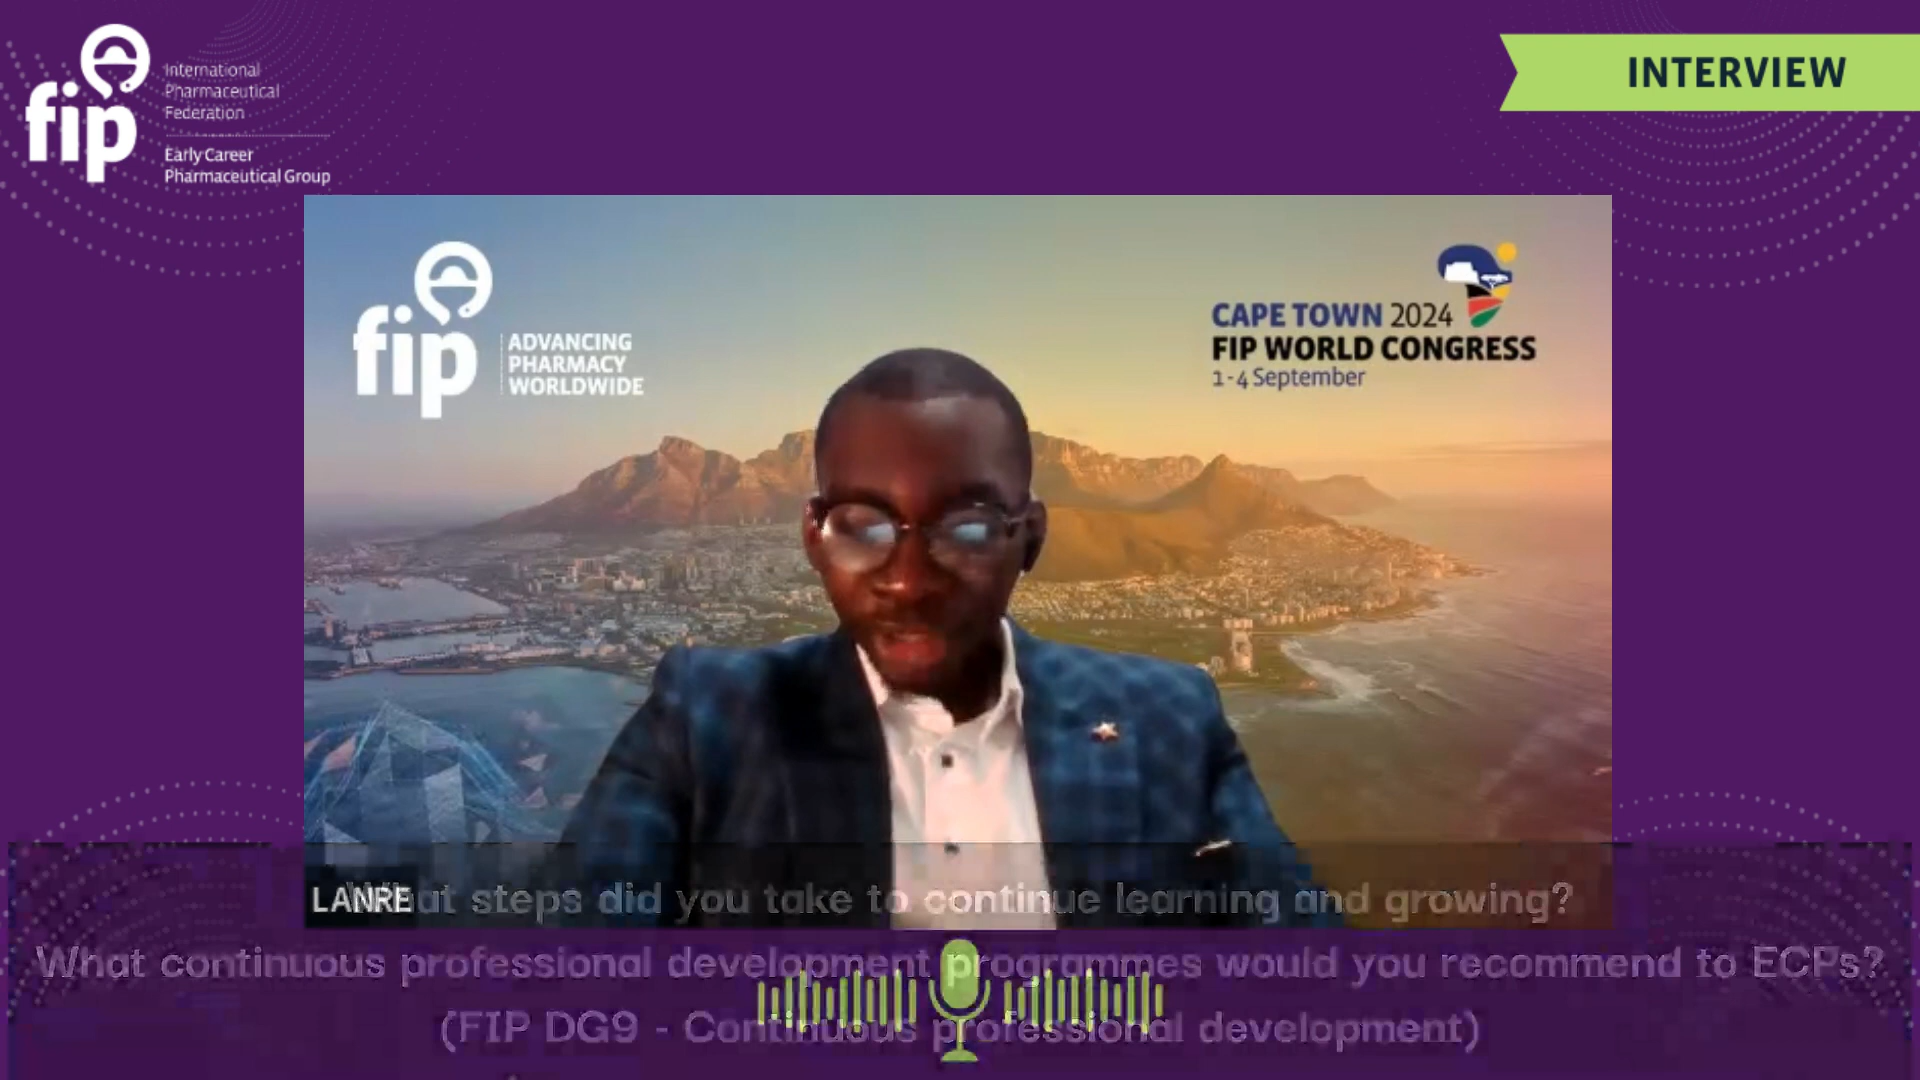 fip
International
Pharmaceutical
Federation
Early Career
Pharmaceutical Group
INTERVIEW
fip
ADVANCING
PHARMACY
WORLDWIDE
CAPE TOWN 2024
FIP WORLD CONGRESS
1-4 September
LANRE
What steps did you take to continue learning and growing?
What continuous professional development programmes would you recommend to ECPs?
(FIP DG9 - Continuous professional development)